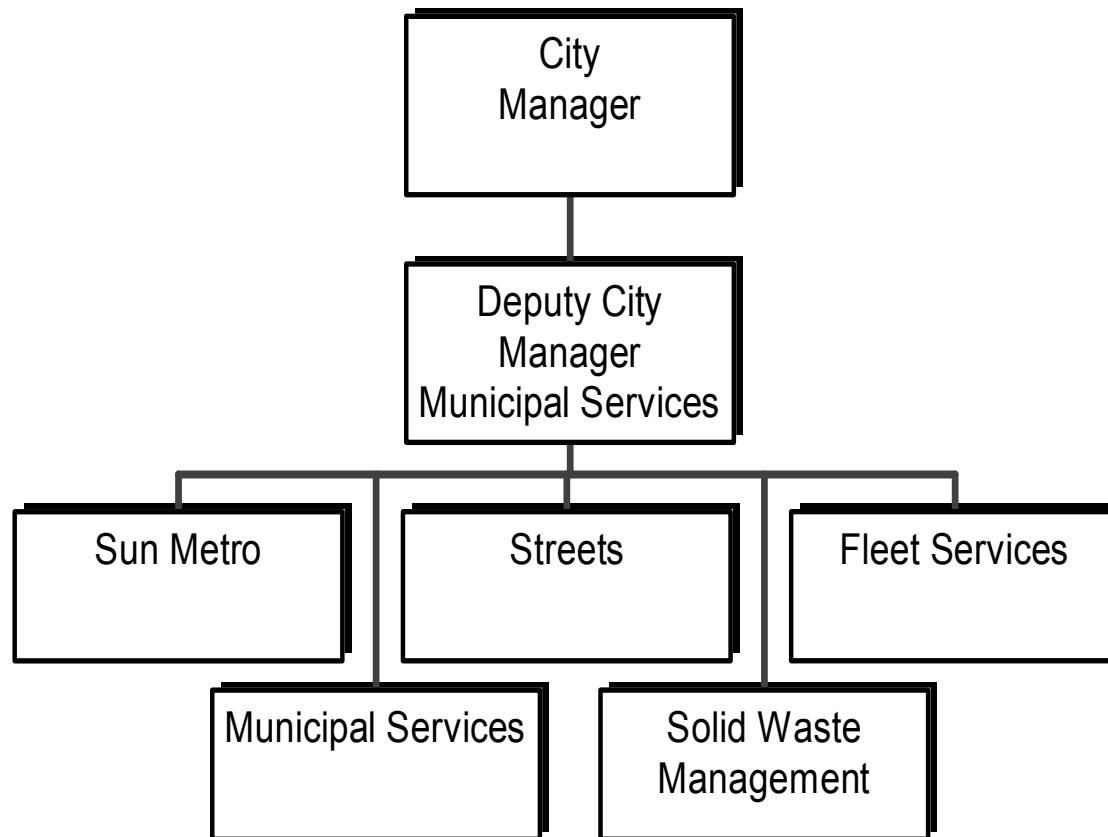 City
Manager
Deputy City
Manager
Municipal Services
Sun Metro
Streets
Fleet Services
Municipal Services
Solid Waste
Management